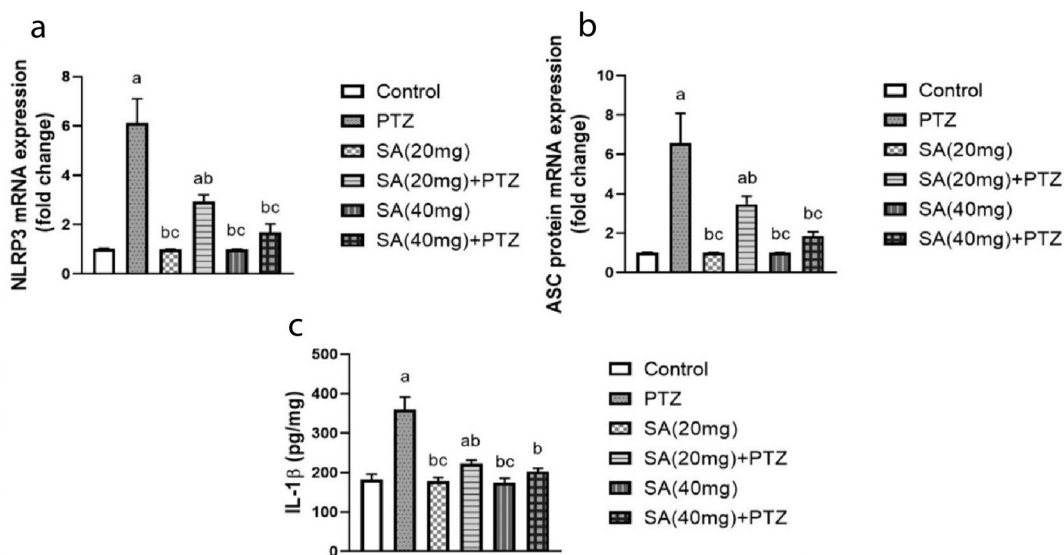 a
NLRP3 mRNA expression
(fold change)
8
6
4
2
0
a
bc
ab
bc
bc
Control
PTZ
SA(20mg)
SA(20mg)+PTZ
SA(40mg)
SA(40mg)+PTZ
b
ASC protein mRNA expression
(fold change)
10
8
6
4
2
0
a
bc
ab
bc
bc
Control
PTZ
SA(20mg)
SA(20mg)+PTZ
SA(40mg)
SA(40mg)+PTZ
c
IL-1β (pg/mg)
500
400
300
200
100
0
a
bc
ab
bc
b
Control
PTZ
SA(20mg)
SA(20mg)+PTZ
SA(40mg)
SA(40mg)+PTZ